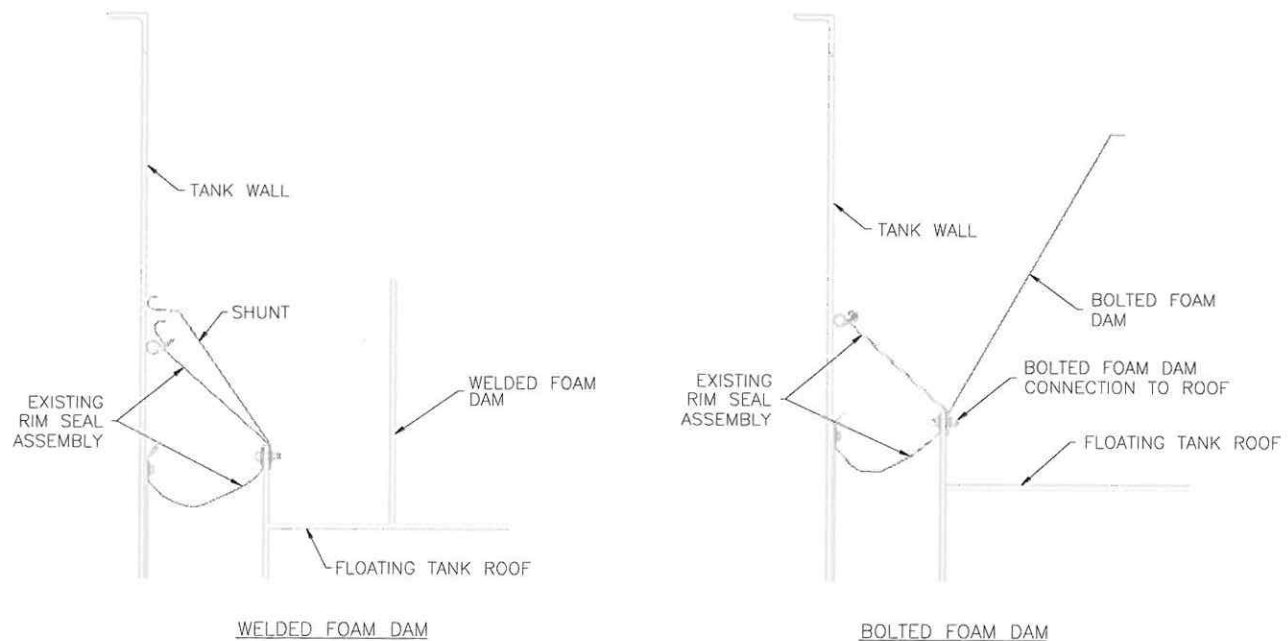 TANK WALL
SHUNT
WELDED FOAM
DAM
EXISTING
RIM SEAL
ASSEMBLY
FLOATING TANK ROOF
WELDED FOAM DAM
TANK WALL
BOLTED FOAM
DAM
BOLTED FOAM DAM
CONNECTION TO ROOF
EXISTING
RIM SEAL
ASSEMBLY
FLOATING TANK ROOF
BOLTED FOAM DAM